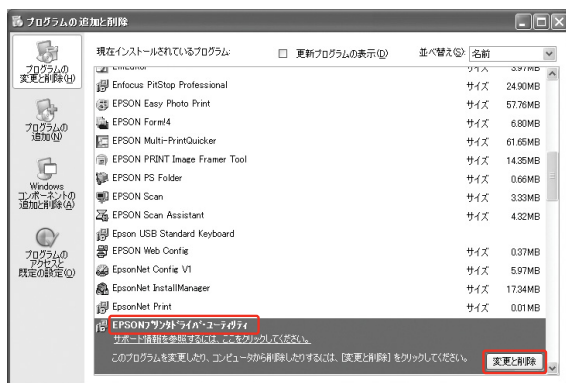 プログラムの追加と削除
現在インストールされているプログラム:
更新プログラムの表示(D)
並べ替え(S):
名前
プログラムの
変更と削除(H)
プログラムの
追加(N)
Windows
コンポーネントの
追加と削除(A)
プログラムの
アクセスと
既定の設定(O)
サイズ 3.97MB
Enfocus PitStop Professional サイズ 24.90MB
EPSON Easy Photo Print サイズ 57.76MB
EPSON Form!4 サイズ 6.80MB
EPSON Multi-PrintQuicker サイズ 61.65MB
EPSON PRINT Image Framer Tool サイズ 14.35MB
EPSON PS Folder サイズ 0.66MB
EPSON Scan サイズ 3.33MB
EPSON Scan Assistant サイズ 4.32MB
Epson USB Standard Keyboard
EPSON Web Config サイズ 0.37MB
EpsonNet Config V1 サイズ 5.97MB
EpsonNet InstallManager サイズ 17.34MB
EpsonNet Print サイズ 0.01MB
EPSONプリンタドライバ・ユーティリティ
サポート情報を参照するには、ここをクリックしてください。
このプログラムを変更したり、コンピュータから削除したりするには、[変更と削除] をクリックしてください。
変更と削除